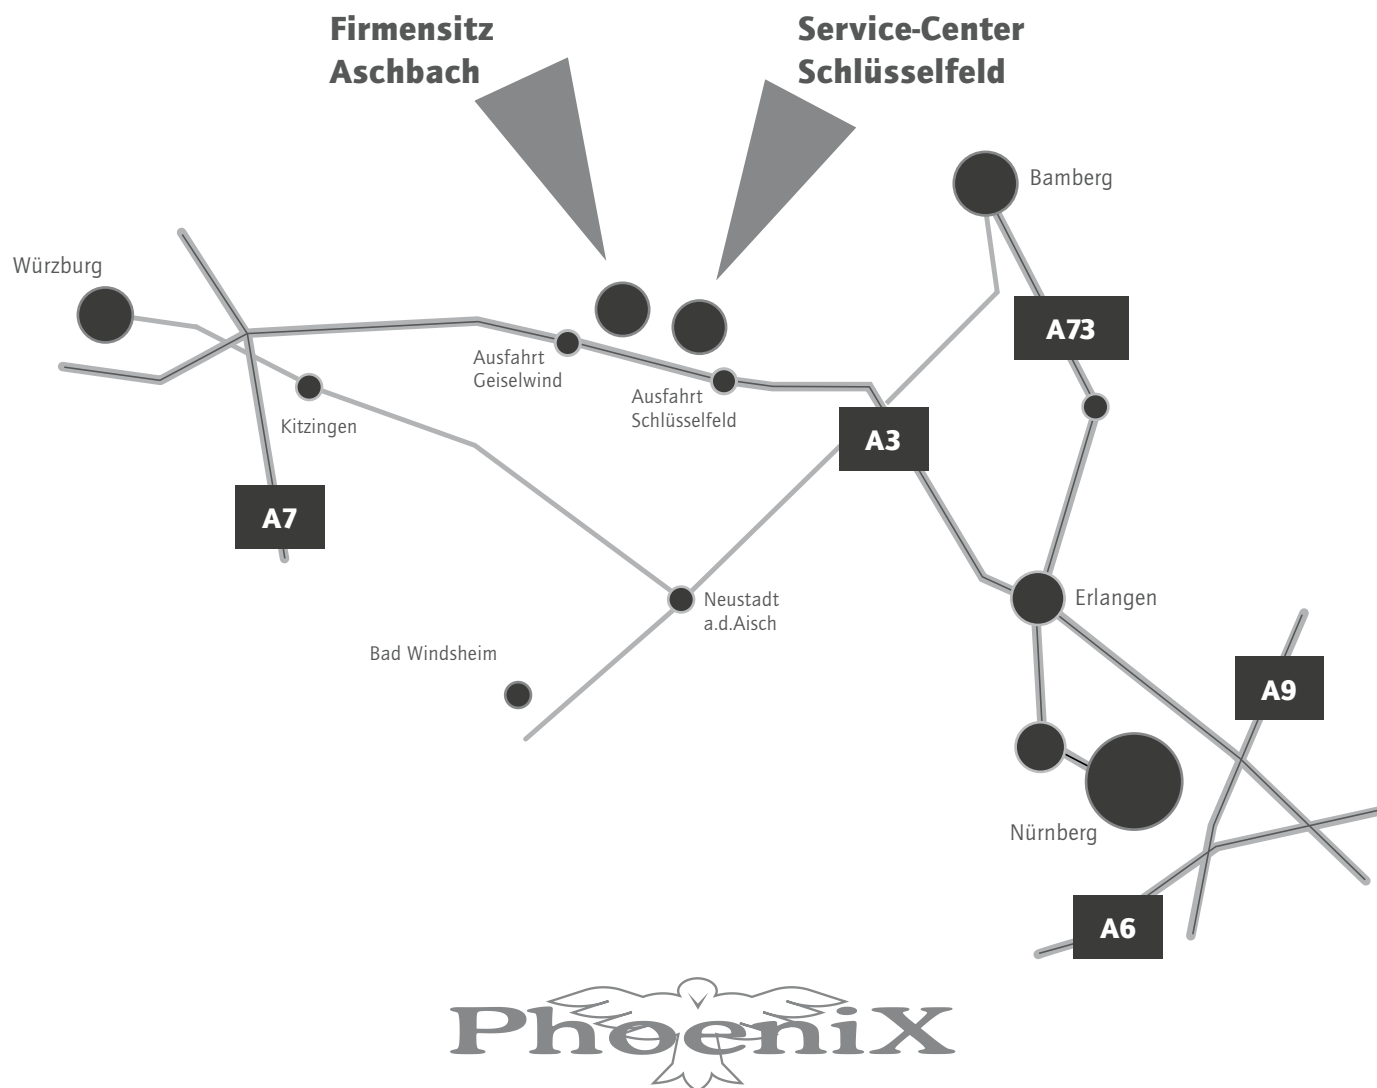 Firmensitz
Aschbach
Service-Center
Schlüsselfeld
Bamberg
Würzburg
A73
Ausfahrt
Geiselwind
Ausfahrt
Schlüsselfeld
Kitzingen
A3
A7
Neustadt
a.d.Aisch
Erlangen
Bad Windsheim
A9
Nürnberg
A6
PhoeniX